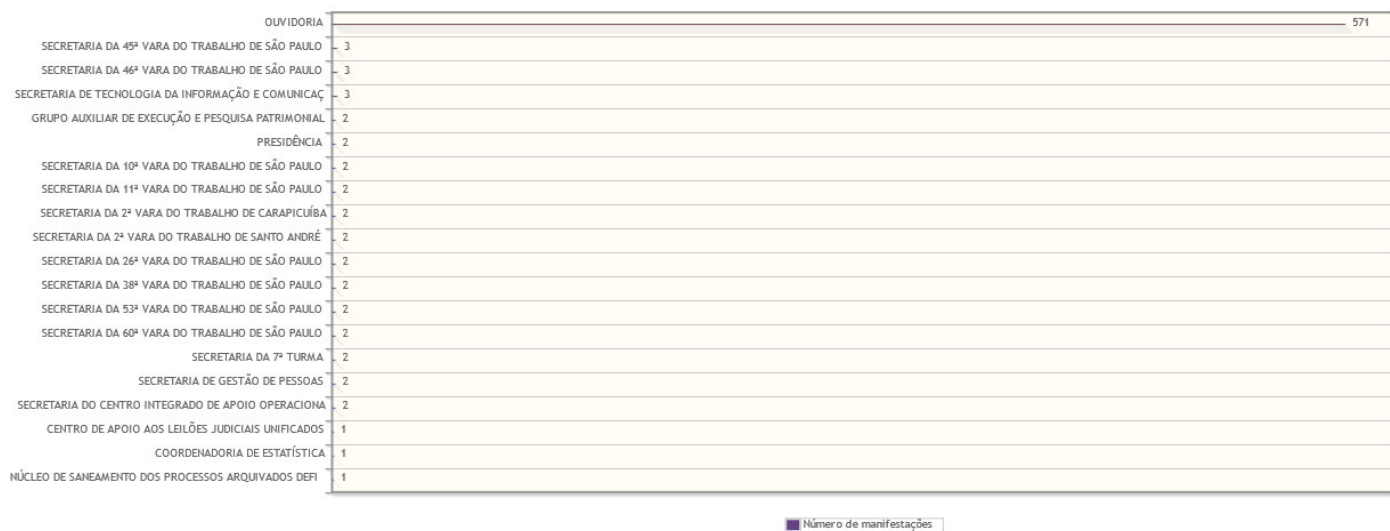 OUVIDORIA 571
SECRETARIA DA 45ª VARA DO TRABALHO DE SÃO PAULO 3
SECRETARIA DA 46ª VARA DO TRABALHO DE SÃO PAULO 3
SECRETARIA DE TECNOLOGIA DA INFORMAÇÃO E COMUNICAÇ 3
GRUPO AUXILIAR DE EXECUÇÃO E PESQUISA PATRIMONIAL 2
PRESIDÊNCIA 2
SECRETARIA DA 10ª VARA DO TRABALHO DE SÃO PAULO 2
SECRETARIA DA 11ª VARA DO TRABALHO DE SÃO PAULO 2
SECRETARIA DA 2ª VARA DO TRABALHO DE CARAPICUÍBA 2
SECRETARIA DA 2ª VARA DO TRABALHO DE SANTO ANDRÉ 2
SECRETARIA DA 26ª VARA DO TRABALHO DE SÃO PAULO 2
SECRETARIA DA 38ª VARA DO TRABALHO DE SÃO PAULO 2
SECRETARIA DA 53ª VARA DO TRABALHO DE SÃO PAULO 2
SECRETARIA DA 60ª VARA DO TRABALHO DE SÃO PAULO 2
SECRETARIA DA 7ª TURMA 2
SECRETARIA DE GESTÃO DE PESSOAS 2
SECRETARIA DO CENTRO INTEGRADO DE APOIO OPERACIONA 2
CENTRO DE APOIO AOS LEILÕES JUDICIAIS UNIFICADOS 1
COORDENADORIA DE ESTATÍSTICA 1
NÚCLEO DE SANEAMENTO DOS PROCESSOS ARQUIVADOS DEFI 1
Número de manifestações